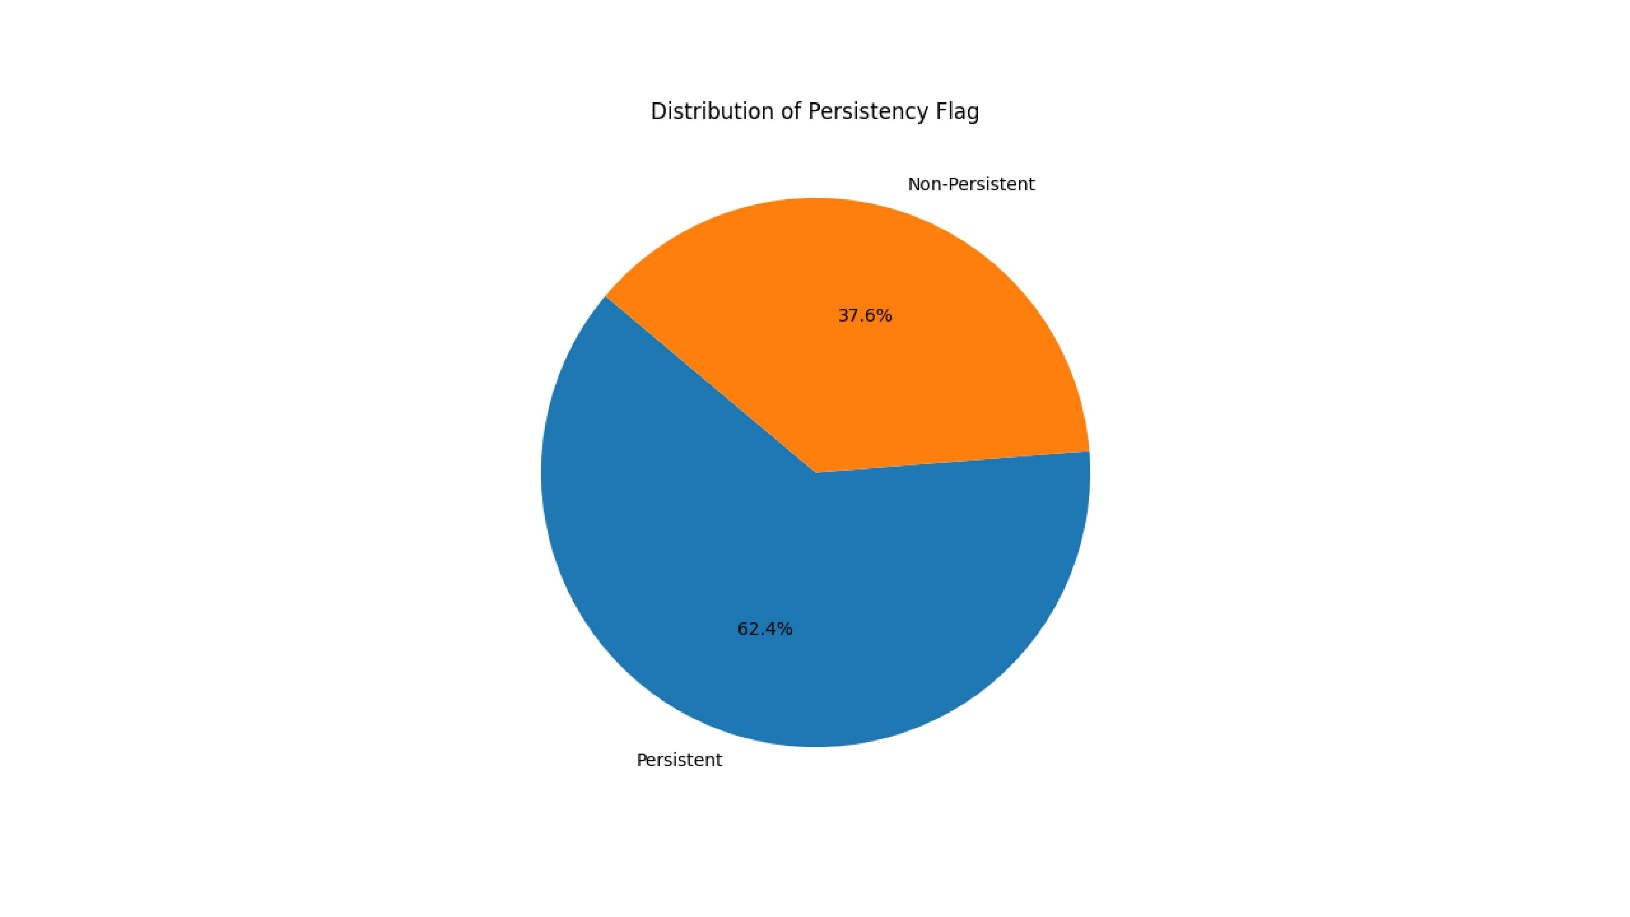 Distribution of Persistency Flag
Non-Persistent
37.6%
62.4%
Persistent